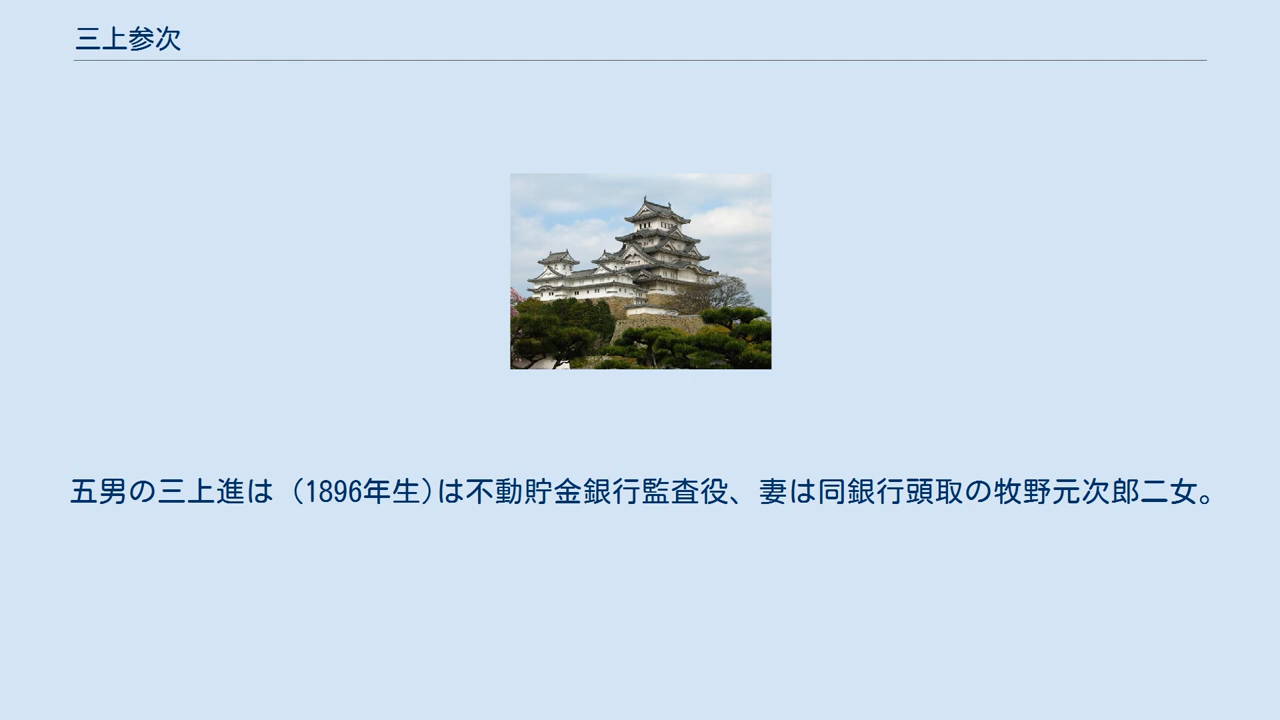 三上参次
五男の三上進は（1896年生)は不動貯金銀行監査役、妻は同銀行頭取の牧野元次郎二女。